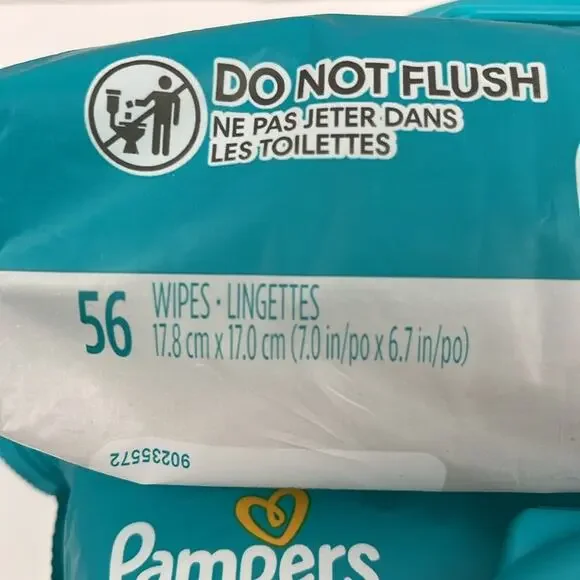 DO NOT FLUSH
NE PAS JETER DANS
LES TOILETTES
56 WIPES · LINGETTES
17.8 cm x 17.0 cm (7.0 in/po x 6.7 in/po)
90235572
Pampers